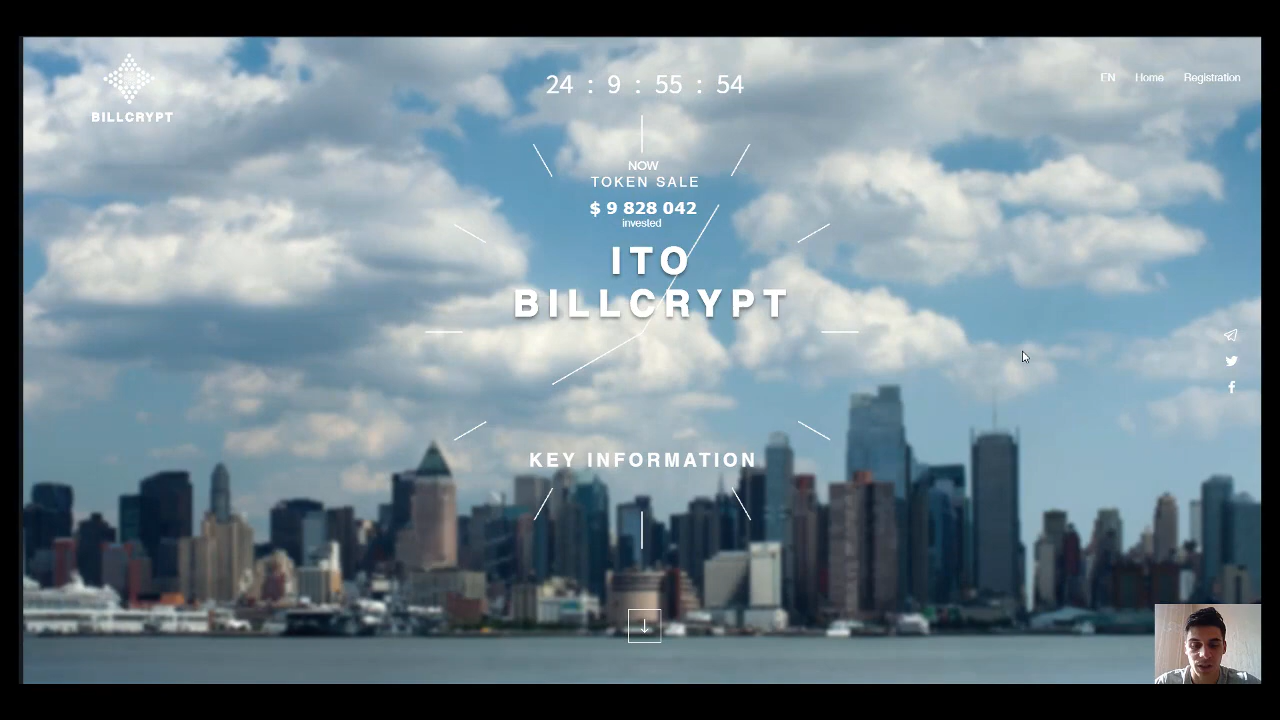 BILLCRYPT
24 : 9 : 55 : 54
EN Home Registration
NOW
TOKEN SALE
$ 9 828 042
invested
ITO
BILLCRYPT
KEY INFORMATION